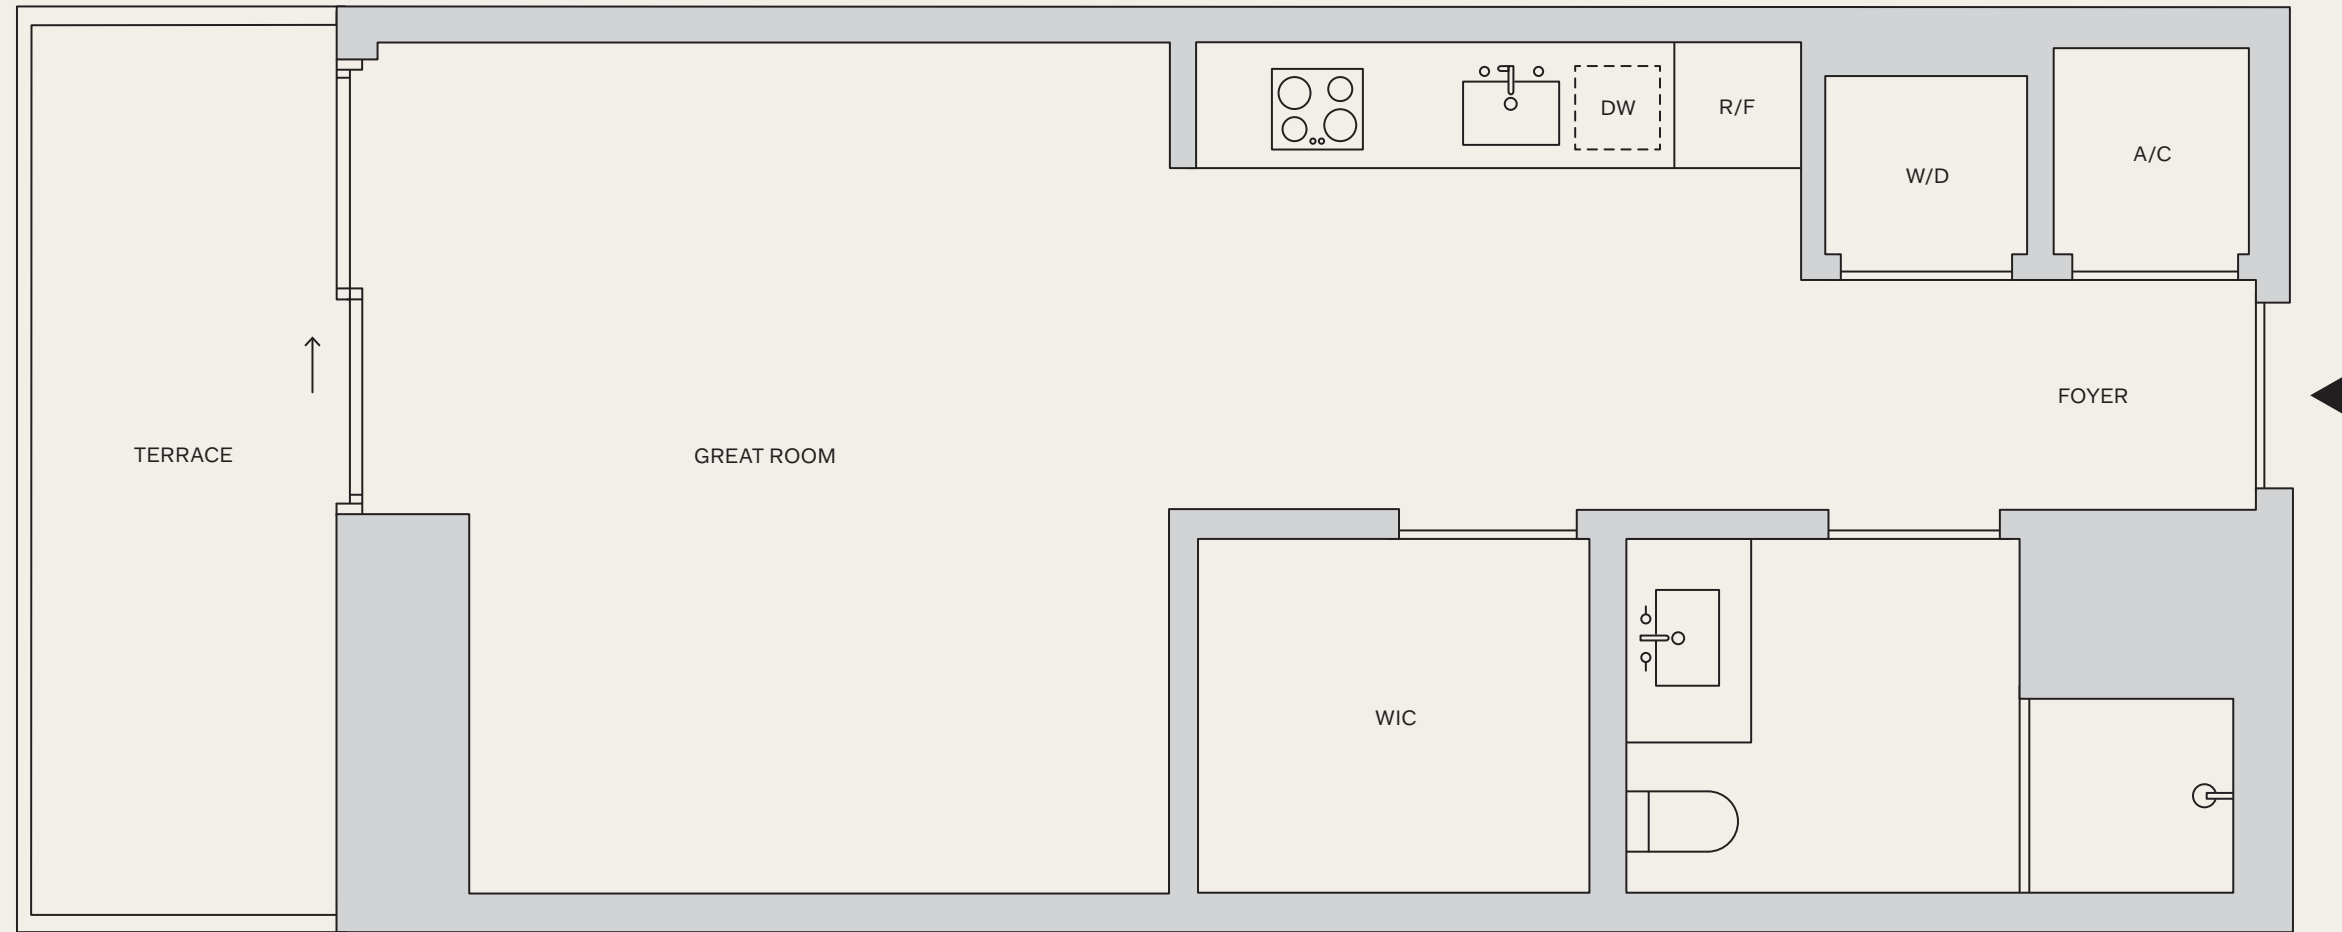 DW
R/F
W/D
A/C
FOYER
TERRACE
GREAT ROOM
WIC